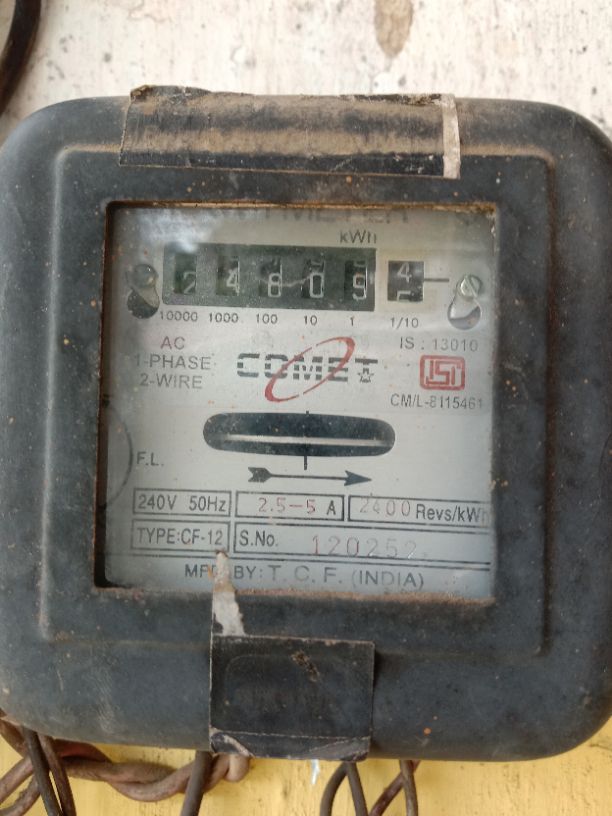 kWh
2 4 8 0 9 4
5
10000 1000 100 10 1 1/10
AC
1-PHASE
2-WIRE
COMET
IS : 13010
ISI
CM/L-8115461
F.L.
240V 50Hz 2.5-5 A 2400 Revs/kWh
TYPE:CF-12 S.No. 120252
BY: T. C. F. (INDIA)